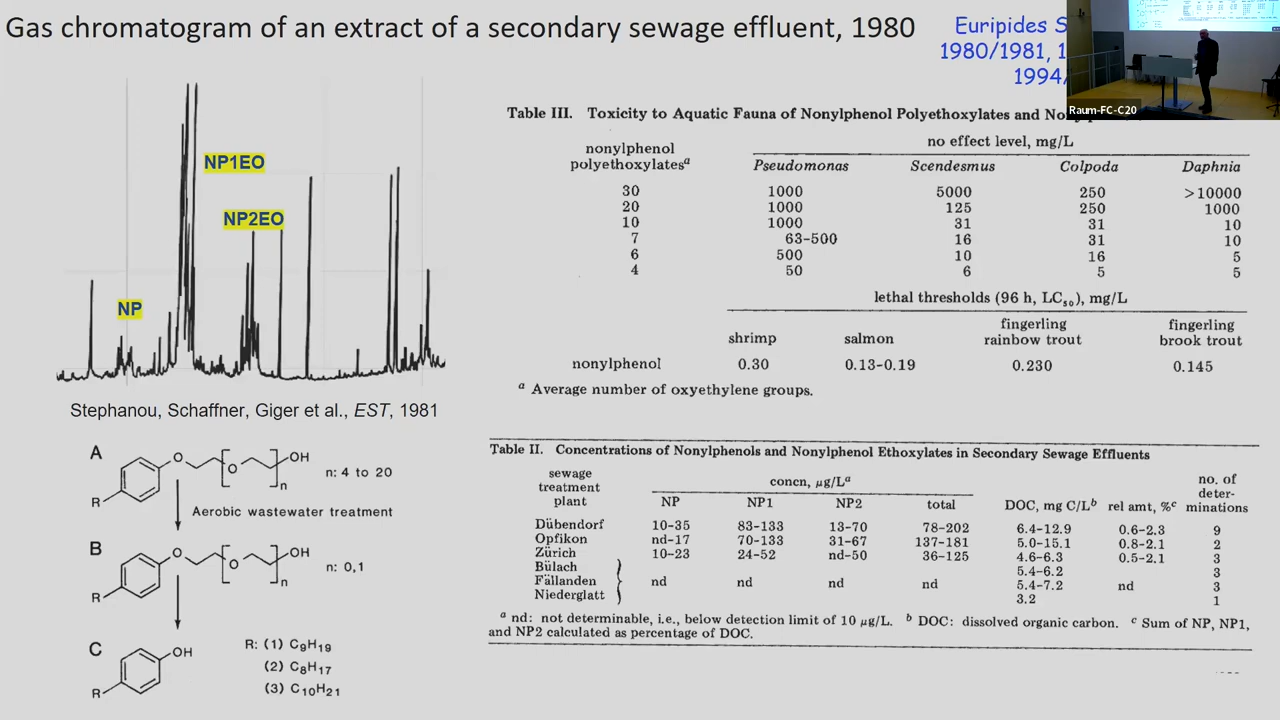 Gas chromatogram of an extract of a secondary sewage effluent, 1980
Euripides
1980/1981,
1994/
Raum-FC-C20
NP1EO
NP2EO
NP
Stephanou, Schaffner, Giger et al., EST, 1981
A
O
OH
O
n
R
n: 4 to 20
Aerobic wastewater treatment
B
O
OH
O
n
R
n: 0,1
C
OH
R
R: (1) C₉H₁₉
(2) C₈H₁₇
(3) C₁₀H₂₁
Table III. Toxicity to Aquatic Fauna of Nonylphenol Polyethoxylates and
nonylphenol polyethoxylatesᵃ no effect level, mg/L
Pseudomonas Scendesmus Colpoda Daphnia
30 1000 5000 250 >10000
20 1000 125 250 1000
10 1000 31 31 10
7 63-500 16 31 10
6 500 10 16 5
4 50 6 5 5
lethal thresholds (96 h, LC₅₀), mg/L
shrimp salmon fingerling rainbow trout fingerling brook trout
nonylphenol 0.30 0.13-0.19 0.230 0.145
ᵃ Average number of oxyethylene groups.
Table II. Concentrations of Nonylphenols and Nonylphenol Ethoxylates in Secondary Sewage Effluents
sewage treatment plant concn, μg/Lᵃ no. of deter-
NP NP1 NP2 total DOC, mg C/Lᵇ rel amt, %ᶜ minations
Dübendorf 10-35 83-133 13-70 78-202 6.4-12.9 0.6-2.3 9
Opfikon nd-17 70-133 31-67 137-181 5.0-15.1 0.8-2.1 2
Zürich 10-23 24-52 nd-50 36-125 4.6-6.3 0.5-2.1 3
Bülach 5.4-6.2 3
Fällanden nd nd nd nd 5.4-7.2 nd 3
Niederglatt 3.2 1
ᵃ nd: not determinable, i.e., below detection limit of 10 μg/L. ᵇ DOC: dissolved organic carbon. ᶜ Sum of NP, NP1,
and NP2 calculated as percentage of DOC.